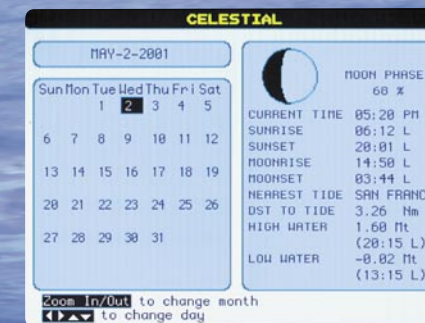 CELESTIAL
MAY-2-2001
Sun Mon Tue Wed Thu Fri Sat
1 2 3 4 5
6 7 8 9 10 11 12
13 14 15 16 17 18 19
20 21 22 23 24 25 26
27 28 29 30 31
MOON PHASE
68 %
CURRENT TIME 05:20 PM
SUNRISE 06:12 L
SUNSET 20:01 L
MOONRISE 14:50 L
MOONSET 03:44 L
NEAREST TIDE SAN FRANC
DST TO TIDE 3.26 Nm
HIGH WATER 1.60 Mt
(20:15 L)
LOW WATER -0.02 Mt
(13:15 L)
Zoom In/Out to change month
to change day